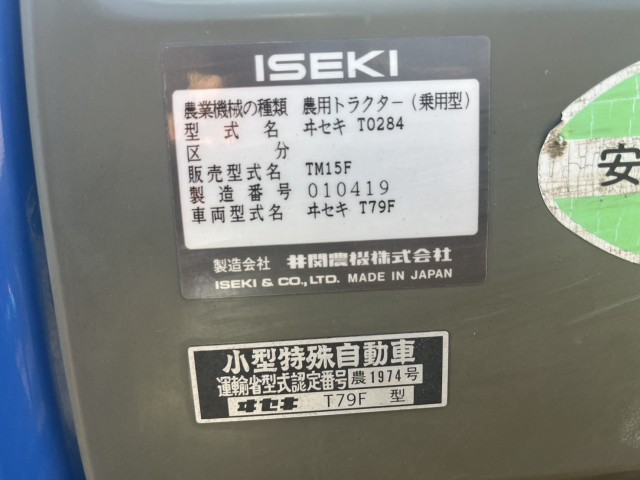 ISEKI
農業機械の種類 農用トラクター(乗用型)
型式名 ヰセキ T0284
区分
販売型式名 TM15F
製造番号 010419
車両型式名 ヰセキ T79F
製造会社 井関農機株式会社
ISEKI & CO., LTD. MADE IN JAPAN
安
小型特殊自動車
運輸省型式認定番号 農1974号
ヰセキ T79F 型